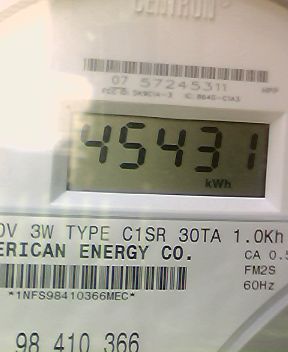 CENTRON®
07 57245311
45431
kWh
0V 3W TYPE C1SR 30TA 1.0Kh
ERICAN ENERGY CO. CA 0.5
FM2S
*1NFS98410366MEC* 60Hz
98 410 366